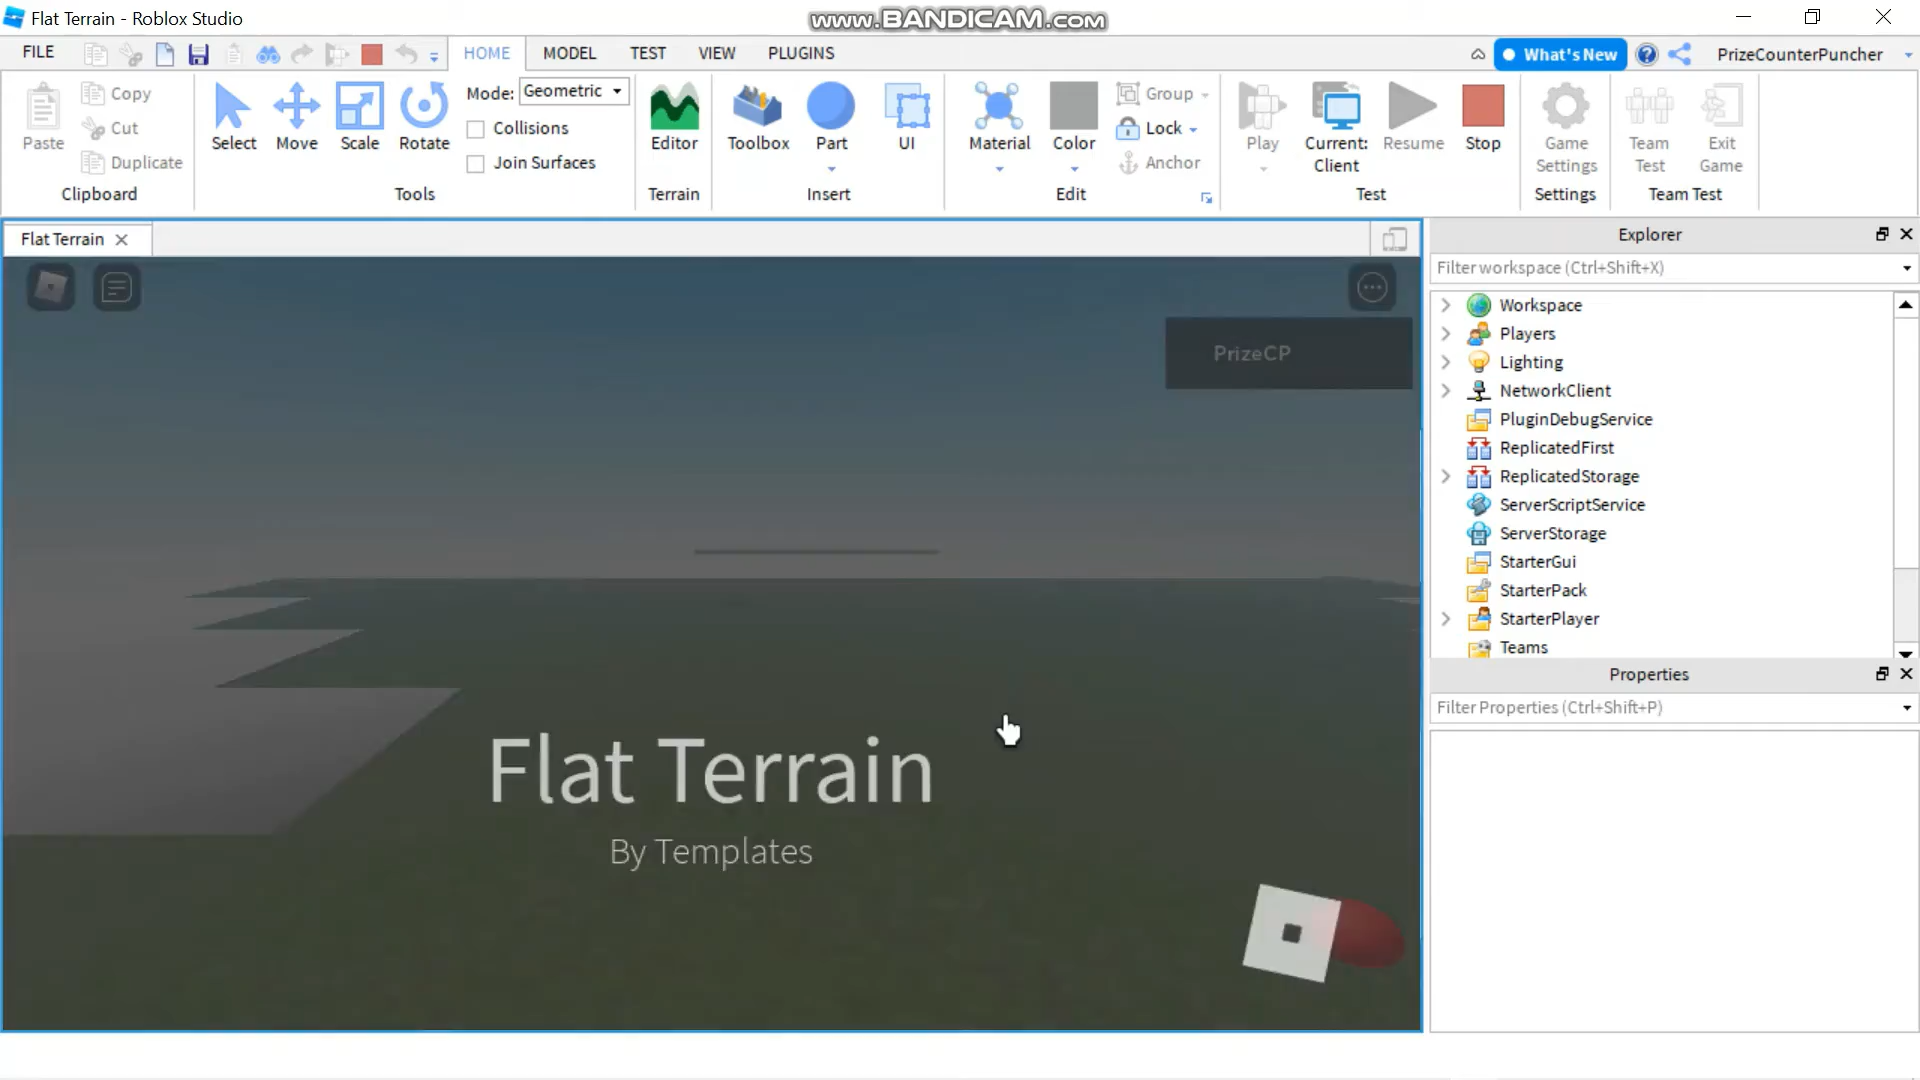 Flat Terrain - Roblox Studio
www.BANDICAM.com
FILE
HOME
MODEL
TEST
VIEW
PLUGINS
What's New
PrizeCounterPuncher
Paste
Copy
Cut
Duplicate
Clipboard
Select
Move
Scale
Rotate
Mode: Geometric
Collisions
Join Surfaces
Tools
Editor
Terrain
Toolbox
Part
UI
Insert
Material
Color
Group
Lock
Anchor
Edit
Play
Current:
Client
Resume
Stop
Test
Game
Settings
Settings
Team
Test
Exit
Game
Team Test
Flat Terrain
PrizeCP
Flat Terrain
By Templates
Explorer
Filter workspace (Ctrl+Shift+X)
Workspace
Players
Lighting
NetworkClient
PluginDebugService
ReplicatedFirst
ReplicatedStorage
ServerScriptService
ServerStorage
StarterGui
StarterPack
StarterPlayer
Teams
Properties
Filter Properties (Ctrl+Shift+P)